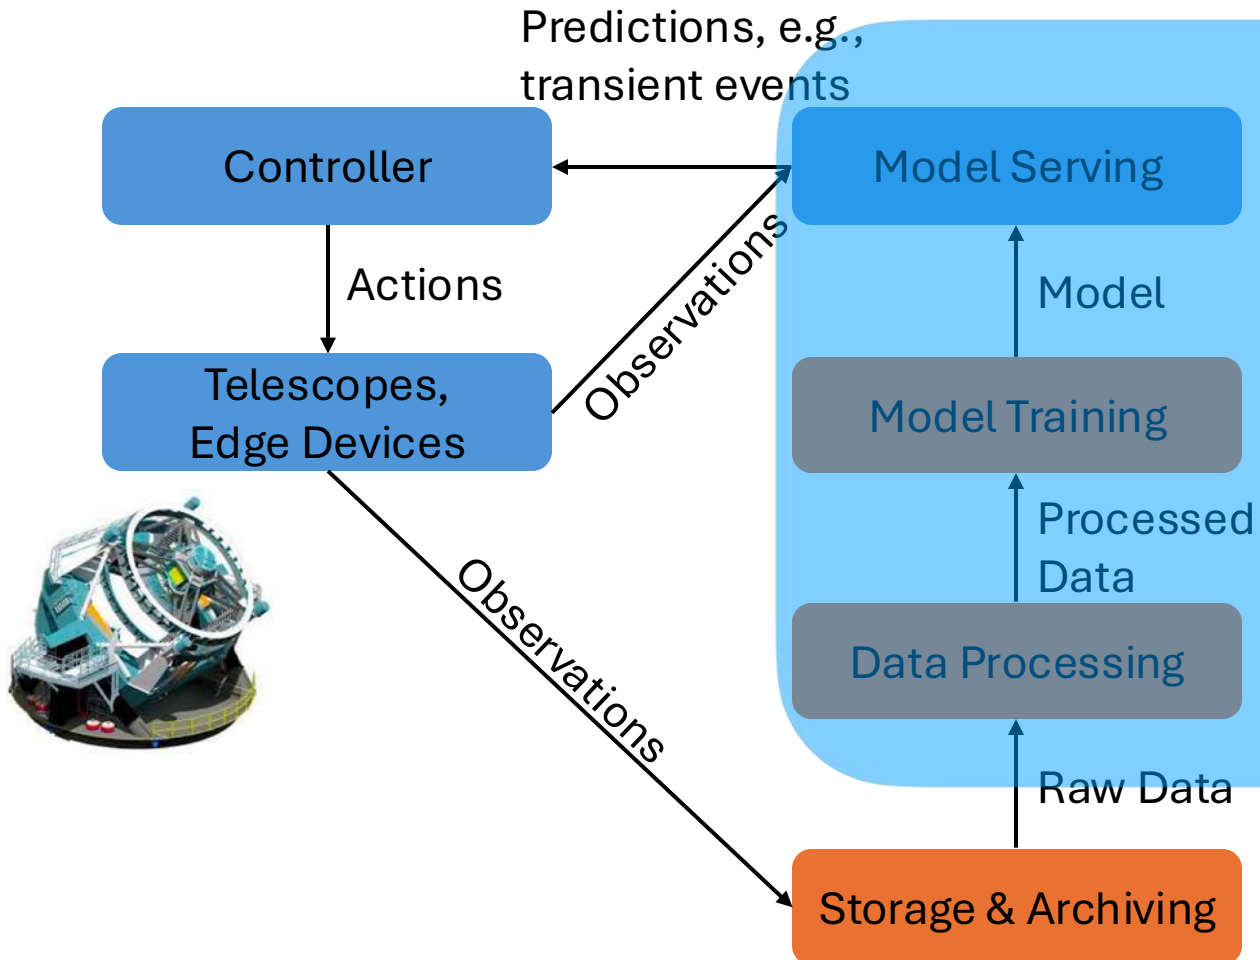 Predictions, e.g.,
transient events
Controller
Model Serving
Actions
Observations
Model
Telescopes,
Edge Devices
Model Training
Observations
Processed
Data
Data Processing
Raw Data
Storage & Archiving